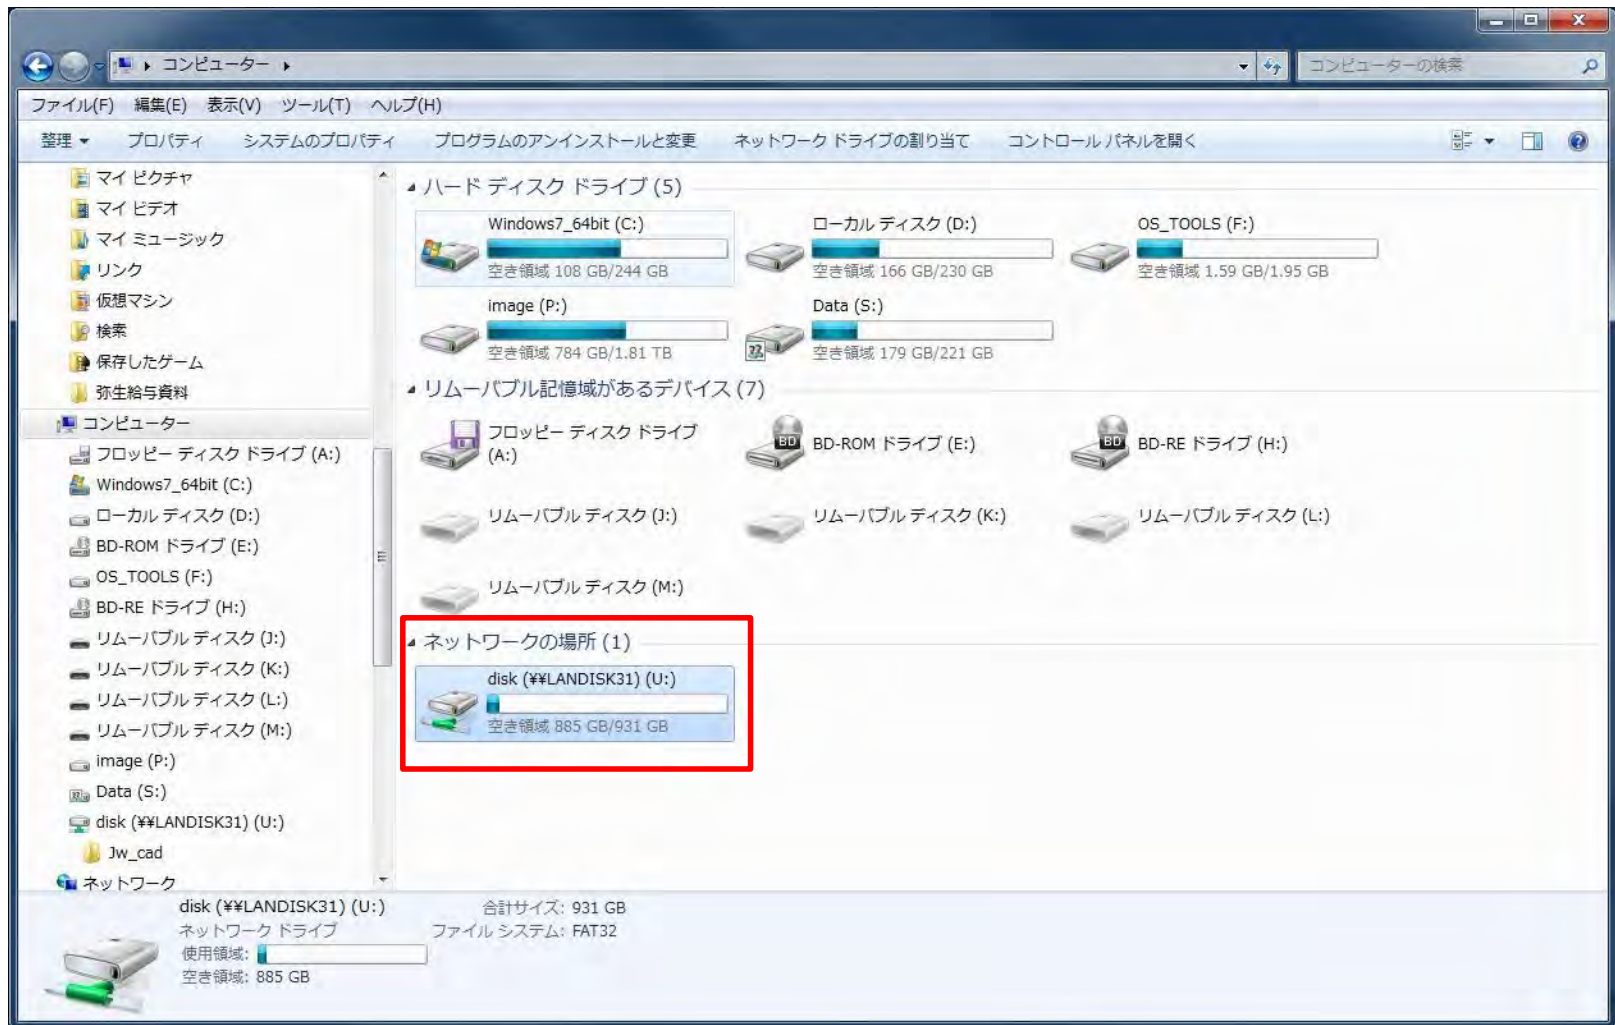 コンピューター
コンピューターの検索
ファイル(F) 編集(E) 表示(V) ツール(T) ヘルプ(H)
整理 プロパティ システムのプロパティ プログラムのアンインストールと変更 ネットワーク ドライブの割り当て コントロール パネルを開く
マイ ピクチャ
マイ ビデオ
マイ ミュージック
リンク
仮想マシン
検索
保存したゲーム
弥生給与資料
コンピューター
フロッピー ディスク ドライブ (A:)
Windows7_64bit (C:)
ローカル ディスク (D:)
BD-ROM ドライブ (E:)
OS_TOOLS (F:)
BD-RE ドライブ (H:)
リムーバブル ディスク (J:)
リムーバブル ディスク (K:)
リムーバブル ディスク (L:)
リムーバブル ディスク (M:)
image (P:)
Data (S:)
disk (¥¥LANDISK31) (U:)
Jw_cad
ネットワーク
ハード ディスク ドライブ (5)
Windows7_64bit (C:)
空き領域 108 GB/244 GB
ローカル ディスク (D:)
空き領域 166 GB/230 GB
OS_TOOLS (F:)
空き領域 1.59 GB/1.95 GB
image (P:)
空き領域 784 GB/1.81 TB
Data (S:)
空き領域 179 GB/221 GB
リムーバブル記憶域があるデバイス (7)
フロッピー ディスク ドライブ
(A:)
BD
BD-ROM ドライブ (E:)
BD
BD-RE ドライブ (H:)
リムーバブル ディスク (J:)
リムーバブル ディスク (K:)
リムーバブル ディスク (L:)
リムーバブル ディスク (M:)
ネットワークの場所 (1)
disk (¥¥LANDISK31) (U:)
空き領域 885 GB/931 GB
disk (¥¥LANDISK31) (U:) 合計サイズ: 931 GB
ネットワーク ドライブ ファイル システム: FAT32
使用領域:
空き領域: 885 GB